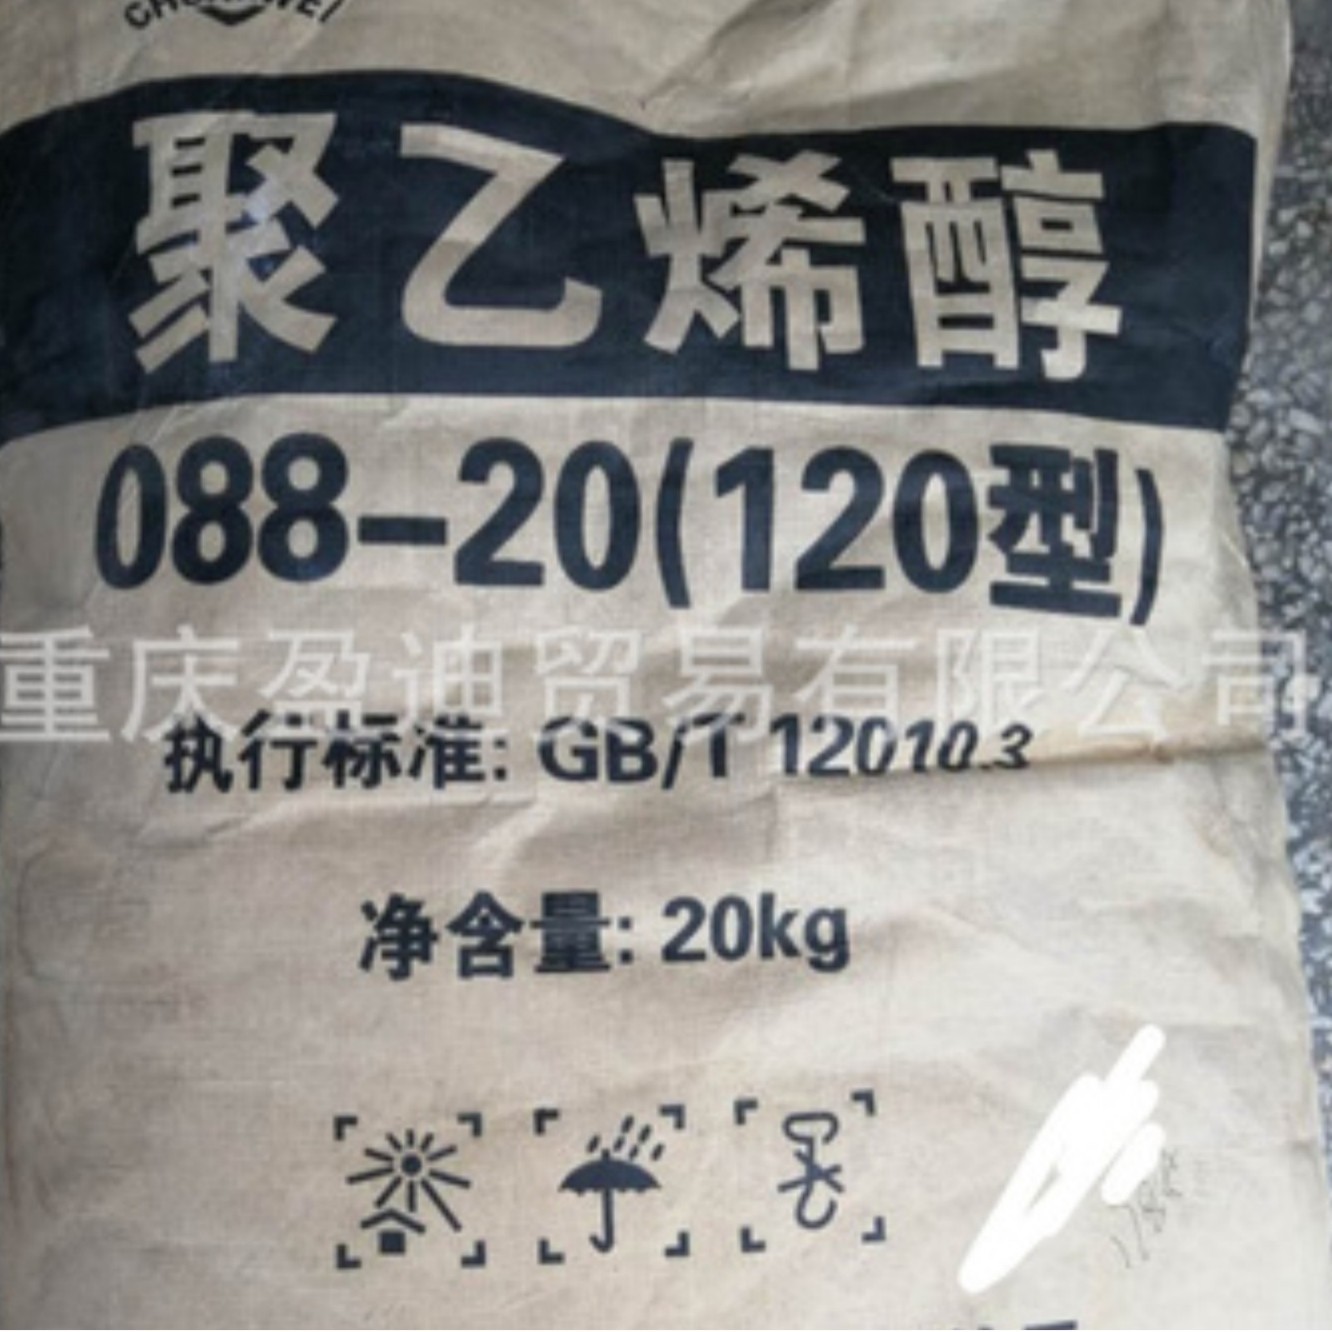 聚乙烯醇
088-20(120型)
重庆盈迪贸易有限公司
执行标准: GB/T 12010.3
净含量: 20kg